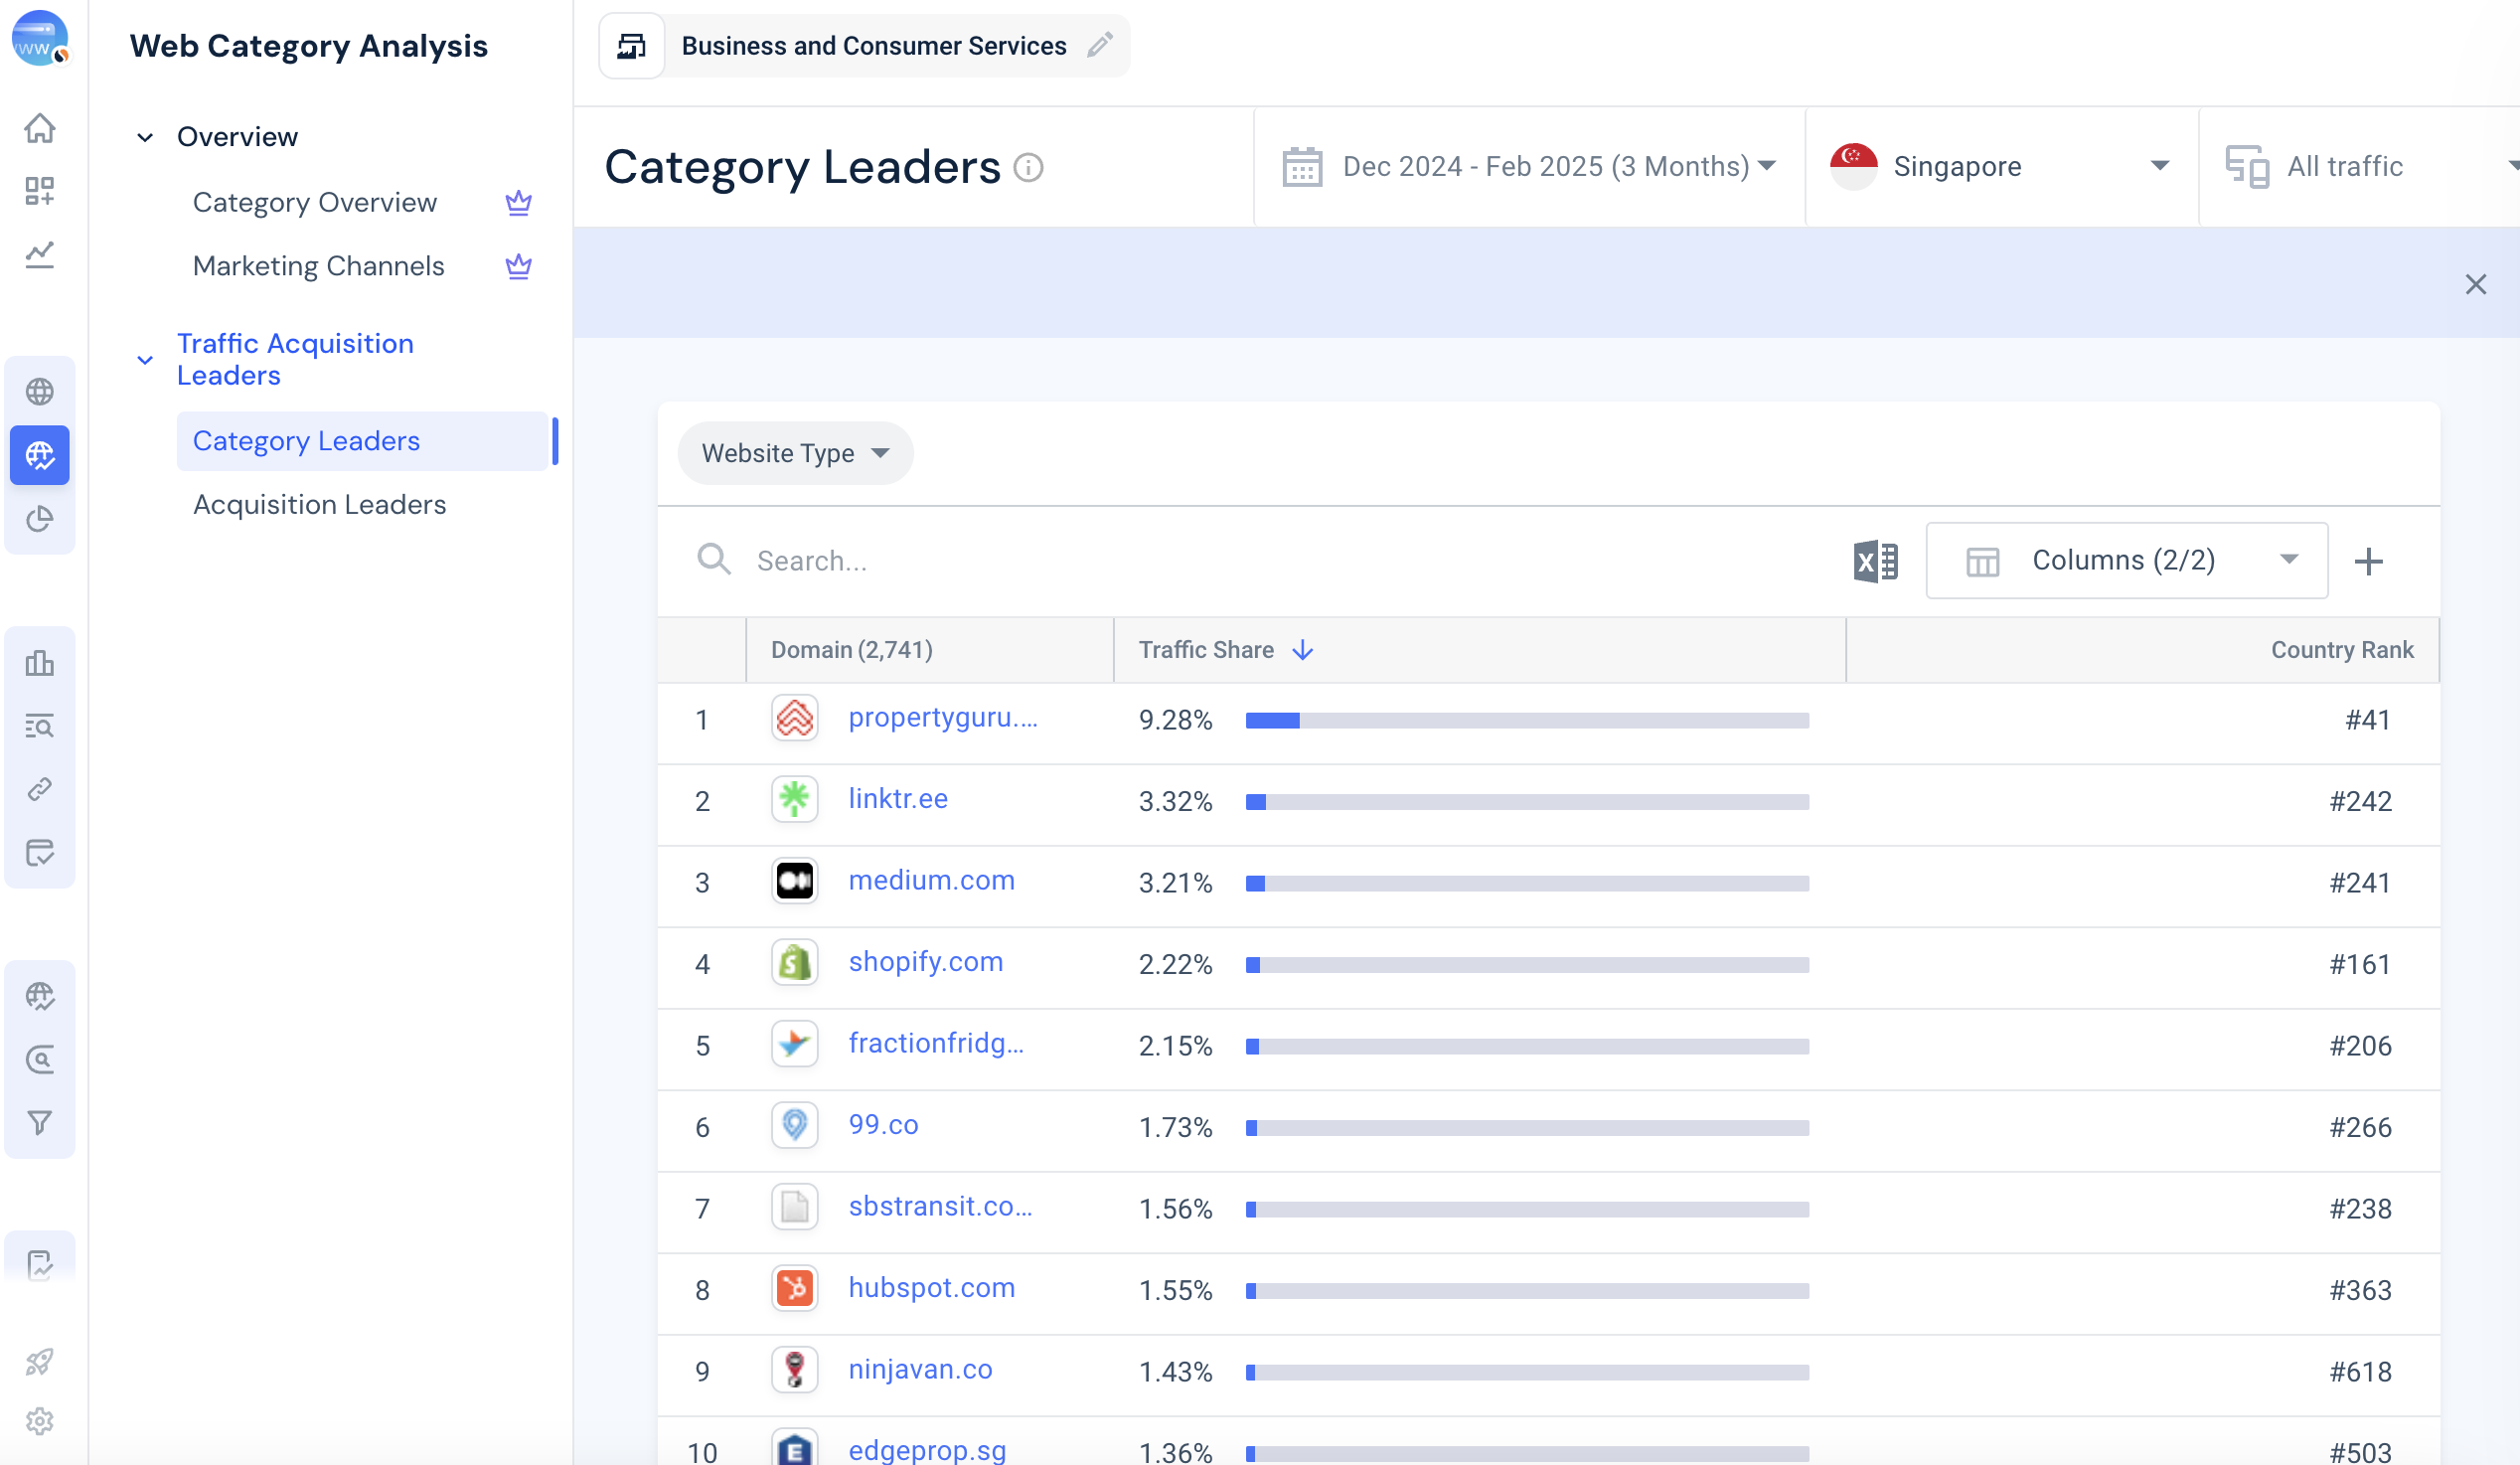 Web Category Analysis
Overview
Category Overview
Marketing Channels
Traffic Acquisition
Leaders
Category Leaders
Acquisition Leaders
Business and Consumer Services
Category Leaders
Dec 2024 - Feb 2025 (3 Months)
Singapore
All traffic
Website Type
Search...
Columns (2/2)
Domain (2,741) Traffic Share Country Rank
1 propertyguru.... 9.28% #41
2 linktr.ee 3.32% #242
3 medium.com 3.21% #241
4 shopify.com 2.22% #161
5 fractionfridg... 2.15% #206
6 99.co 1.73% #266
7 sbstransit.co... 1.56% #238
8 hubspot.com 1.55% #363
9 ninjavan.co 1.43% #618
10 edgeprop.sg 1.36% #503